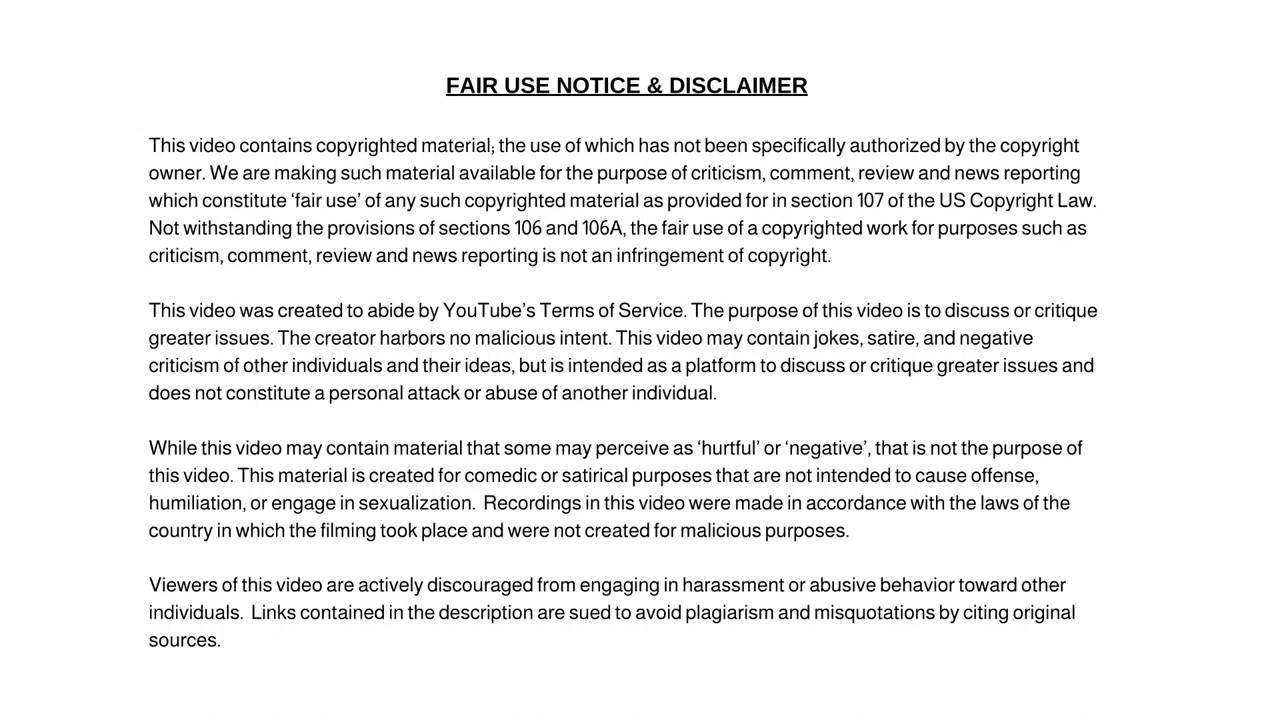 FAIR USE NOTICE & DISCLAIMER
This video contains copyrighted material; the use of which has not been specifically authorized by the copyright
owner. We are making such material available for the purpose of criticism, comment, review and news reporting
which constitute ‘fair use’ of any such copyrighted material as provided for in section 107 of the US Copyright Law.
Not withstanding the provisions of sections 106 and 106A, the fair use of a copyrighted work for purposes such as
criticism, comment, review and news reporting is not an infringement of copyright.
This video was created to abide by YouTube’s Terms of Service. The purpose of this video is to discuss or critique
greater issues. The creator harbors no malicious intent. This video may contain jokes, satire, and negative
criticism of other individuals and their ideas, but is intended as a platform to discuss or critique greater issues and
does not constitute a personal attack or abuse of another individual.
While this video may contain material that some may perceive as ‘hurtful’ or ‘negative’, that is not the purpose of
this video. This material is created for comedic or satirical purposes that are not intended to cause offense,
humiliation, or engage in sexualization.  Recordings in this video were made in accordance with the laws of the
country in which the filming took place and were not created for malicious purposes.
Viewers of this video are actively discouraged from engaging in harassment or abusive behavior toward other
individuals.  Links contained in the description are sued to avoid plagiarism and misquotations by citing original
sources.